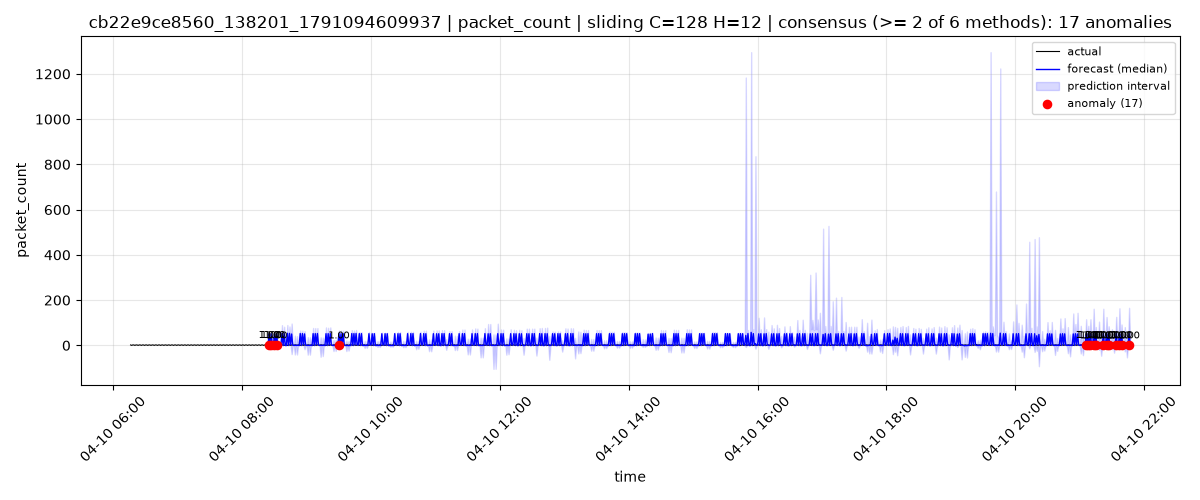 cb22e9ce8560_138201_1791094609937 | packet_count | sliding C=128 H=12 | consensus (>= 2 of 6 methods): 17 anomalies
actual
forecast (median)
prediction interval
anomaly (17)
packet_count
1200
1000
800
600
400
200
0
04-10 06:00
04-10 08:00
04-10 10:00
04-10 12:00
04-10 14:00
04-10 16:00
04-10 18:00
04-10 20:00
04-10 22:00
time